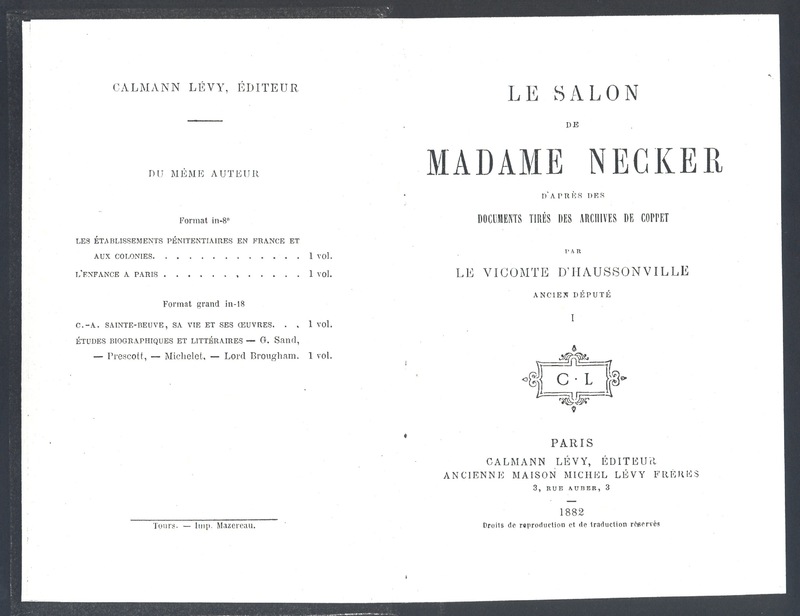 CALMANN LÉVY, ÉDITEUR
DU MÊME AUTEUR
Format in-8º
LES ÉTABLISSEMENTS PÉNITENTIAIRES EN FRANCE ET
AUX COLONIES. . . . . . . . . . . . . 1 vol.
L'ENFANCE A PARIS . . . . . . . . . . . . 1 vol.
Format grand in-18
C.-A. SAINTE-BEUVE, SA VIE ET SES ŒUVRES. . . 1 vol.
ÉTUDES BIOGRAPHIQUES ET LITTÉRAIRES — G. Sand,
— Prescott, — Michelet, — Lord Brougham. 1 vol.
Tours. — Imp. Mazereau.
LE SALON
DE
MADAME NECKER
D'APRÈS DES
DOCUMENTS TIRÉS DES ARCHIVES DE COPPET
PAR
LE VICOMTE D'HAUSSONVILLE
ANCIEN DÉPUTÉ
I
C · L
PARIS
CALMANN LÉVY, ÉDITEUR
ANCIENNE MAISON MICHEL LÉVY FRÈRES
3, RUE AUBER, 3
1882
Droits de reproduction et de traduction réservés